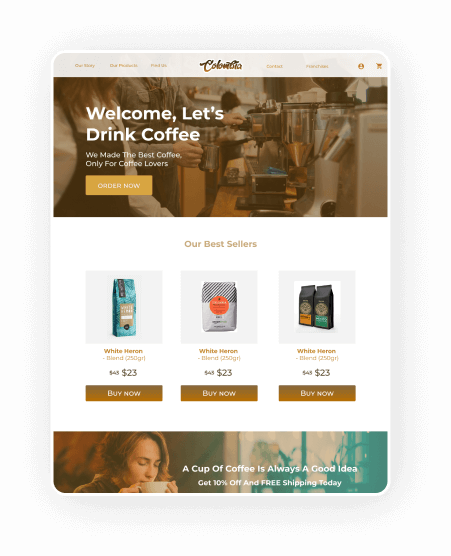 Our Story
Our Products
Find Us
Colombia
Contact
Franchises
Welcome, Let's
Drink Coffee
We Made The Best Coffee,
Only For Coffee Lovers
ORDER NOW
Our Best Sellers
White Heron
- Blend (250gr)
$43 $23
BUY NOW
White Heron
- Blend (250gr)
$43 $23
BUY NOW
White Heron
- Blend (250gr)
$43 $23
BUY NOW
A Cup Of Coffee Is Always A Good Idea
Get 10% Off And FREE Shipping Today